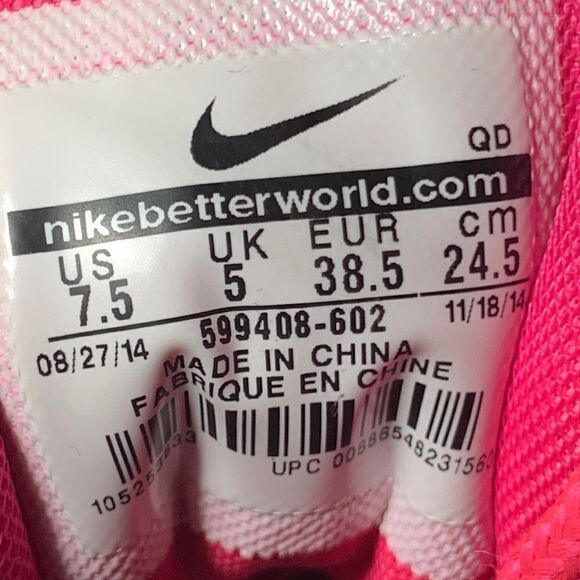 QD
nikebetterworld.com
US UK EUR cm
7.5 5 38.5 24.5
599408-602
08/27/14 11/18/14
MADE IN CHINA
FABRIQUE EN CHINE
UPC